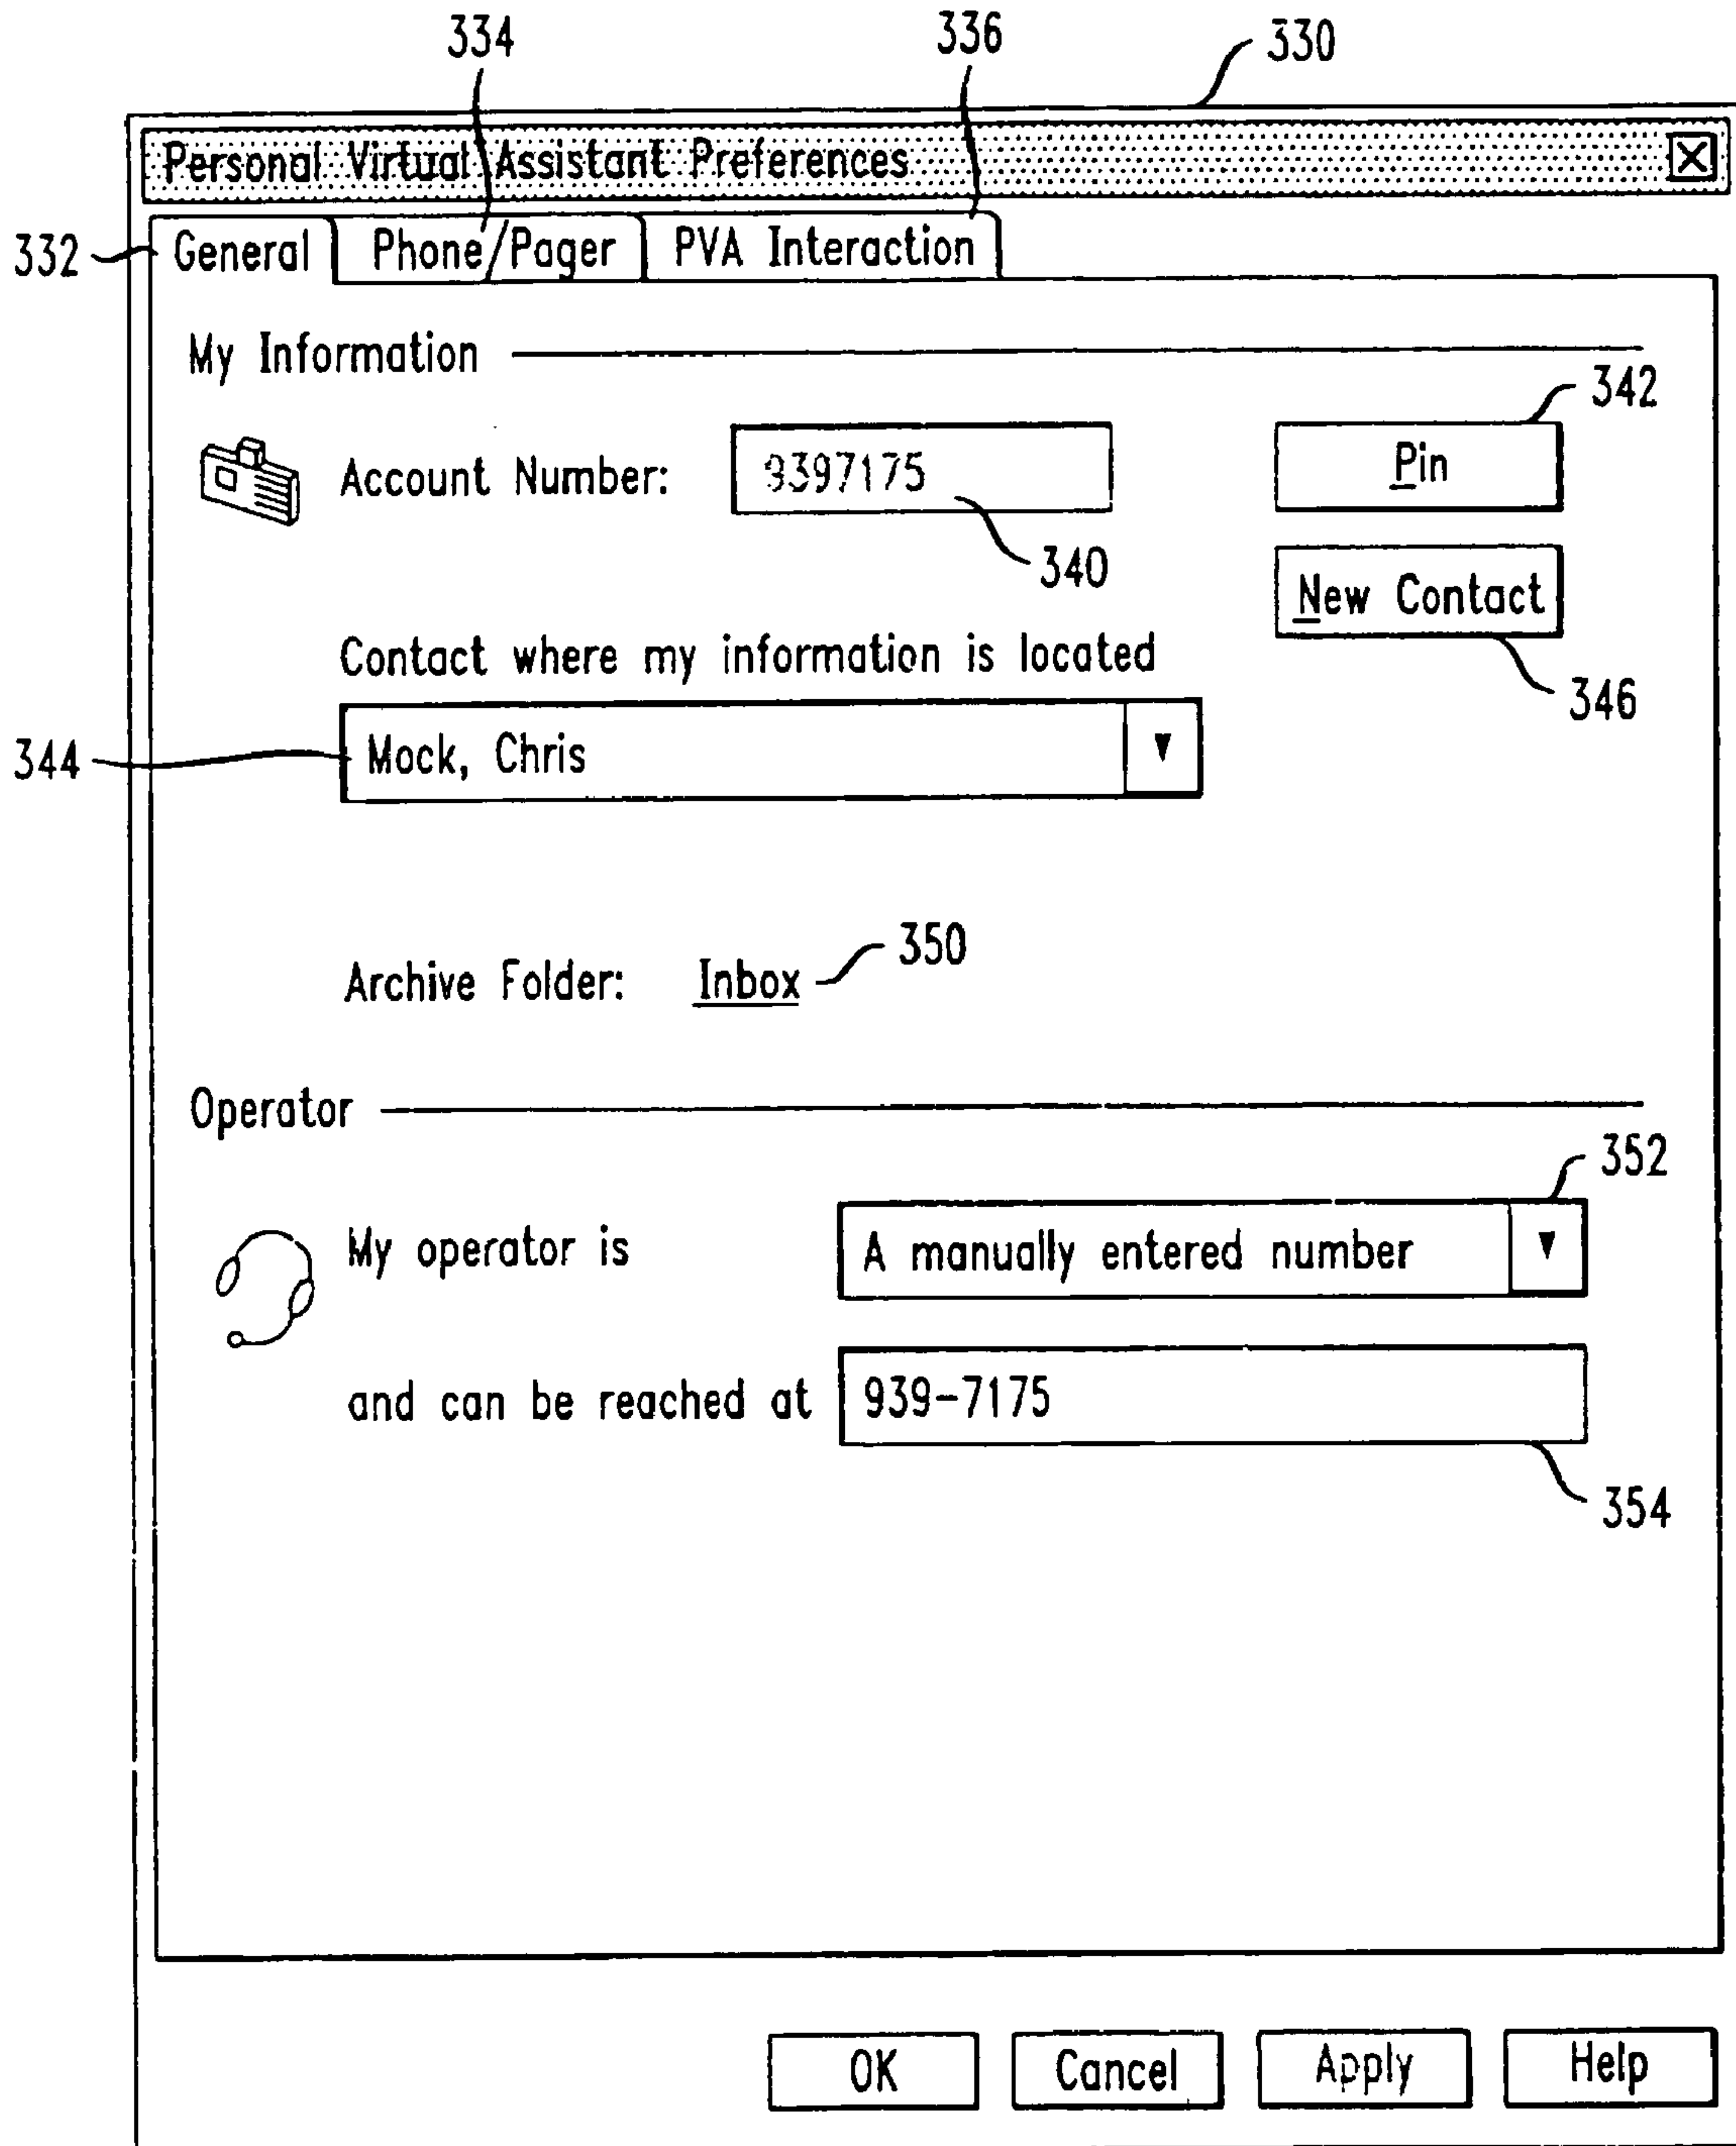 334 336 330
Personal Virtual Assistant Preferences
332 General Phone/Pager PVA Interaction
My Information
342
Account Number: 9397175 Pin
340
New Contact
Contact where my information is located
346
344 Mock, Chris
350
Archive Folder: Inbox
Operator
352
My operator is A manually entered number
and can be reached at 939-7175
354
OK Cancel Apply Help